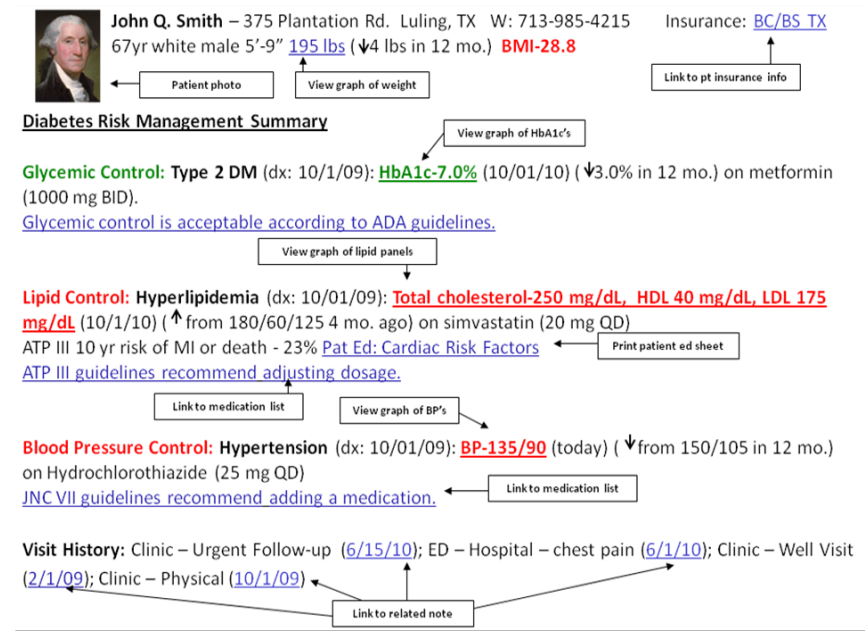 John Q. Smith – 375 Plantation Rd.  Luling, TX   W: 713-985-4215   Insurance: BC/BS TX
67yr white male 5’-9” 195 lbs (↓4 lbs in 12 mo.)  BMI-28.8
Patient photo
View graph of weight
Link to pt insurance info
Diabetes Risk Management Summary
View graph of HbA1c’s
Glycemic Control: Type 2 DM (dx: 10/1/09): HbA1c-7.0% (10/01/10) (↓3.0% in 12 mo.) on metformin
(1000 mg BID).
Glycemic control is acceptable according to ADA guidelines.
View graph of lipid panels
Lipid Control: Hyperlipidemia (dx: 10/01/09): Total cholesterol-250 mg/dL,  HDL 40 mg/dL, LDL 175
mg/dL (10/1/10) (↑from 180/60/125 4 mo. ago) on simvastatin (20 mg QD)
ATP III 10 yr risk of MI or death - 23% Pat Ed: Cardiac Risk Factors
Print patient ed sheet
ATP III guidelines recommend adjusting dosage.
Link to medication list
View graph of BP’s
Blood Pressure Control: Hypertension (dx: 10/01/09): BP-135/90 (today) (↓from 150/105 in 12 mo.)
on Hydrochlorothiazide (25 mg QD)
JNC VII guidelines recommend adding a medication.
Link to medication list
Visit History: Clinic – Urgent Follow-up (6/15/10); ED – Hospital – chest pain (6/1/10); Clinic – Well Visit
(2/1/09); Clinic – Physical (10/1/09)
Link to related note